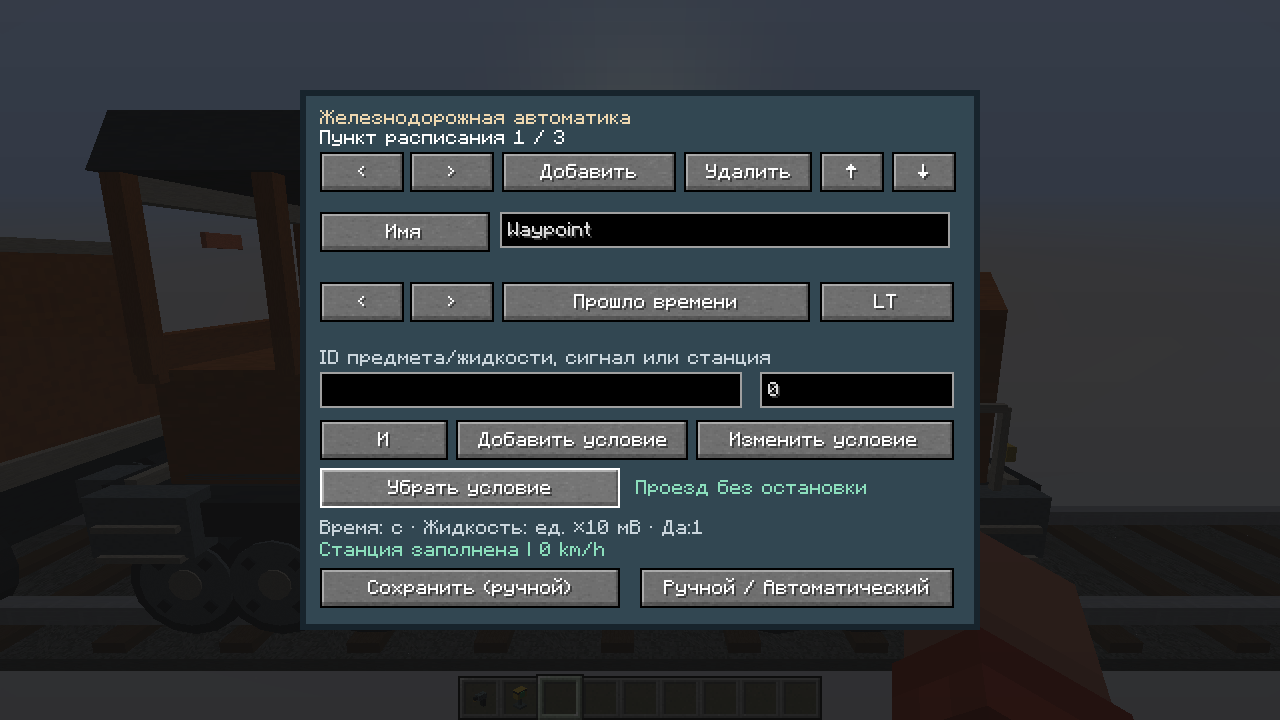 Железнодорожная автоматика
Пункт расписания 1 / 3
< > Добавить Удалить ↑ ↓
Имя Waypoint
< > Прошло времени LT
ID предмета/жидкости, сигнал или станция
0
И Добавить условие Изменить условие
Убрать условие Проезд без остановки
Время: с · Жидкость: ед. ×10 мВ · Да:1
Станция заполнена | 0 km/h
Сохранить (ручной) Ручной / Автоматический